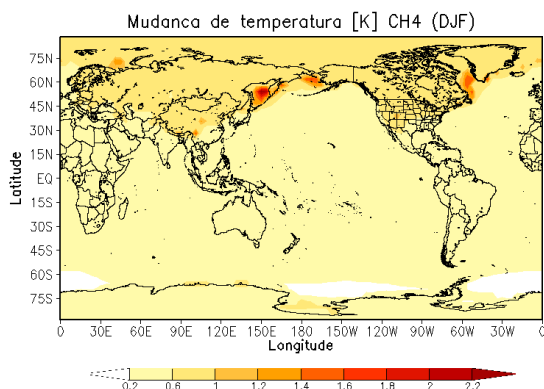 Mudanca de temperatura [K] CH4 (DJF)
75N
60N
45N
30N
15N
EQ
15S
30S
45S
60S
75S
Latitude
0 30E 60E 90E 120E 150E 180 150W 120W 90W 60W 30W 0
Longitude
0.2 0.6 1 1.2 1.4 1.6 1.8 2 2.2